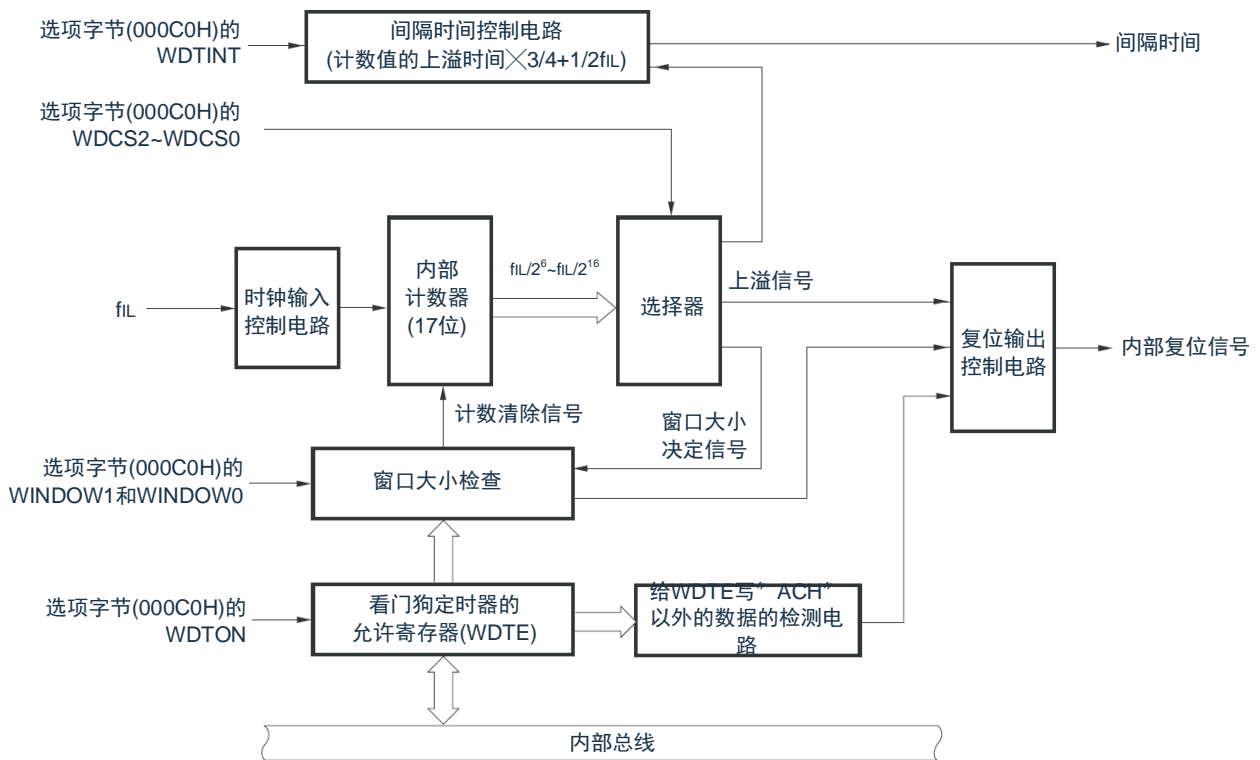 选项字节(000C0H)的
WDTINT
间隔时间控制电路
(计数值的上溢时间╳3/4+1/2fIL)
间隔时间
选项字节(000C0H)的
WDCS2~WDCS0
fIL
时钟输入
控制电路
内部
计数器
(17位)
fIL/2⁶~fIL/2¹⁶
选择器
上溢信号
复位输出
控制电路
内部复位信号
计数清除信号
窗口大小
决定信号
选项字节(000C0H)的
WINDOW1和WINDOW0
窗口大小检查
选项字节(000C0H)的
WDTON
看门狗定时器的
允许寄存器(WDTE)
给WDTE写“ACH”
以外的数据的检测电
路
内部总线